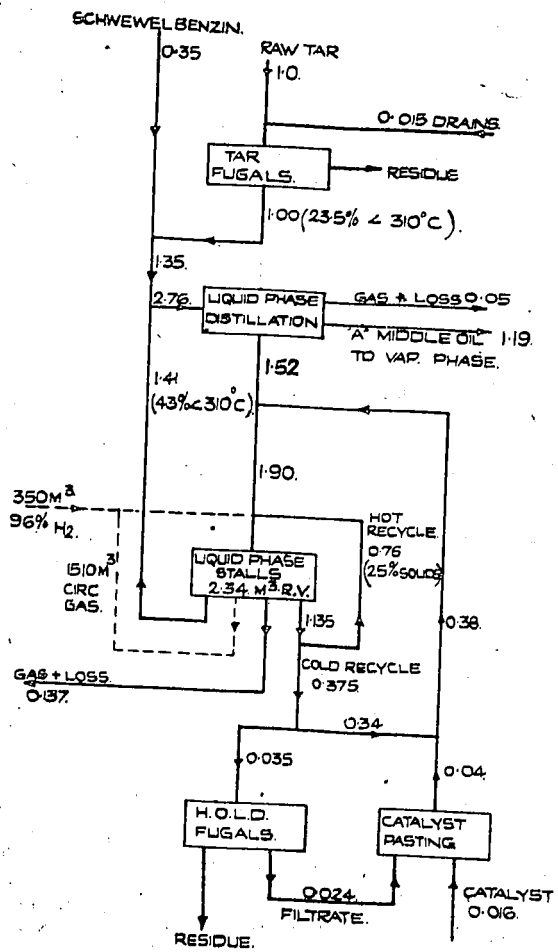 SCHWEWELBENZIN.
0.35
RAW TAR
1.0.
0.015 DRAINS.
TAR
FUGALS.
RESIDUE
1.00 (23.5% < 310°C).
1.35.
2.76.
LIQUID PHASE
DISTILLATION
GAS & LOSS 0.05
"A" MIDDLE OIL
TO VAP. PHASE.
1.19.
1.52
1.41
(43% < 310°C)
1.90.
350 M³
96% H₂.
HOT
RECYCLE.
0.76
(25% SOLIDS)
1510 M³
CIRC
GAS.
LIQUID PHASE
STALLS
2.34 M³ R.V.
1.135
0.38.
GAS + LOSS.
0.137.
COLD RECYCLE
0.375
0.34
0.035
0.04.
H.O.L.D.
FUGALS.
CATALYST
PASTING.
0.024
FILTRATE.
CATALYST
0.016.
RESIDUE.